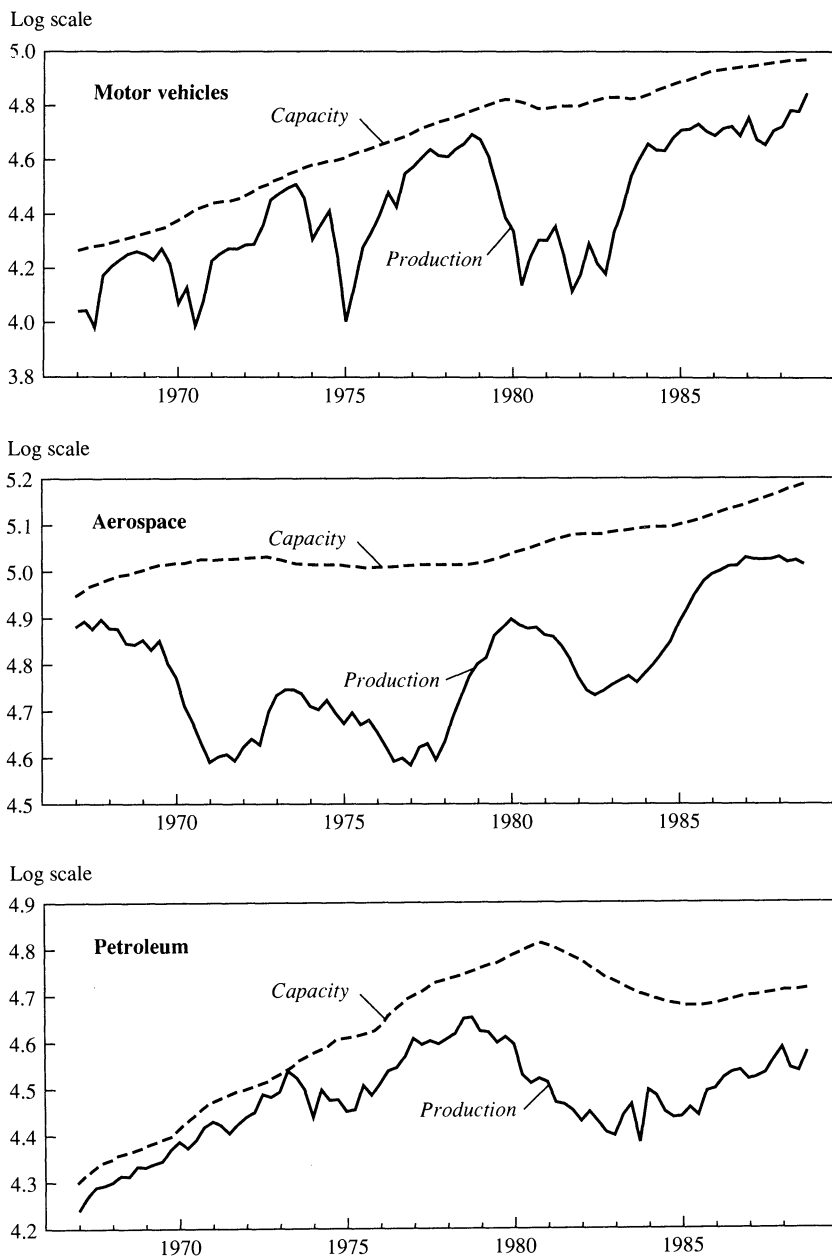 Log scale
5.0
Motor vehicles
4.8
Capacity
4.6
4.4
Production
4.2
4.0
3.8
1970 1975 1980 1985
Log scale
5.2
Aerospace
5.1
Capacity
5.0
4.9
4.8
Production
4.7
4.6
4.5
1970 1975 1980 1985
Log scale
4.9
Petroleum
4.8
Capacity
4.7
4.6
4.5
Production
4.4
4.3
4.2
1970 1975 1980 1985